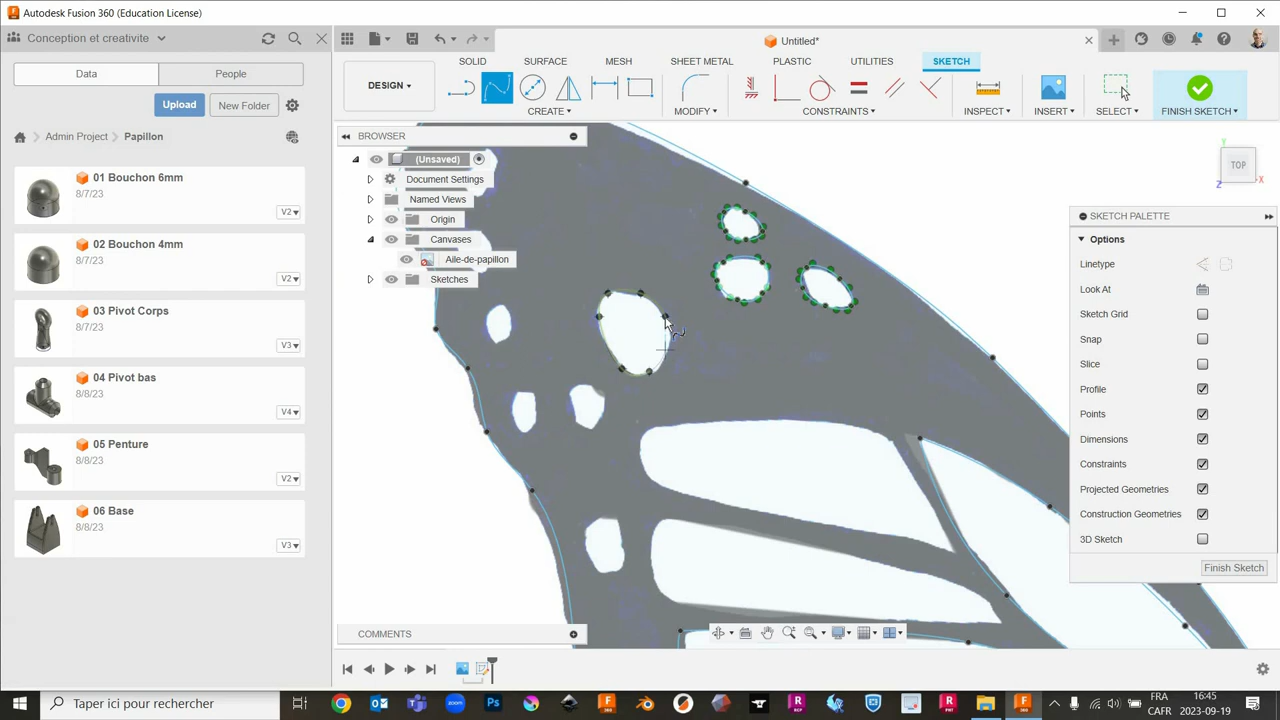 Autodesk Fusion 360 (Education License)
Conception et creativite
Untitled*
Data
People
Upload
New Folder
Admin Project
Papillon
01 Bouchon 6mm
8/7/23
V2
02 Bouchon 4mm
8/7/23
V2
03 Pivot Corps
8/7/23
V3
04 Pivot bas
8/8/23
V4
05 Penture
8/8/23
V2
06 Base
8/8/23
V3
DESIGN
SOLID
SURFACE
MESH
SHEET METAL
PLASTIC
UTILITIES
SKETCH
CREATE
MODIFY
CONSTRAINTS
INSPECT
INSERT
SELECT
FINISH SKETCH
BROWSER
(Unsaved)
Document Settings
Named Views
Origin
Canvases
Aile-de-papillon
Sketches
COMMENTS
Y
TOP
X
Z
SKETCH PALETTE
Options
Linetype
Look At
Sketch Grid
Snap
Slice
Profile
Points
Dimensions
Constraints
Projected Geometries
Construction Geometries
3D Sketch
Finish Sketch
Taper ici pour rechercher
FRA
CAFR
16:45
2023-09-19